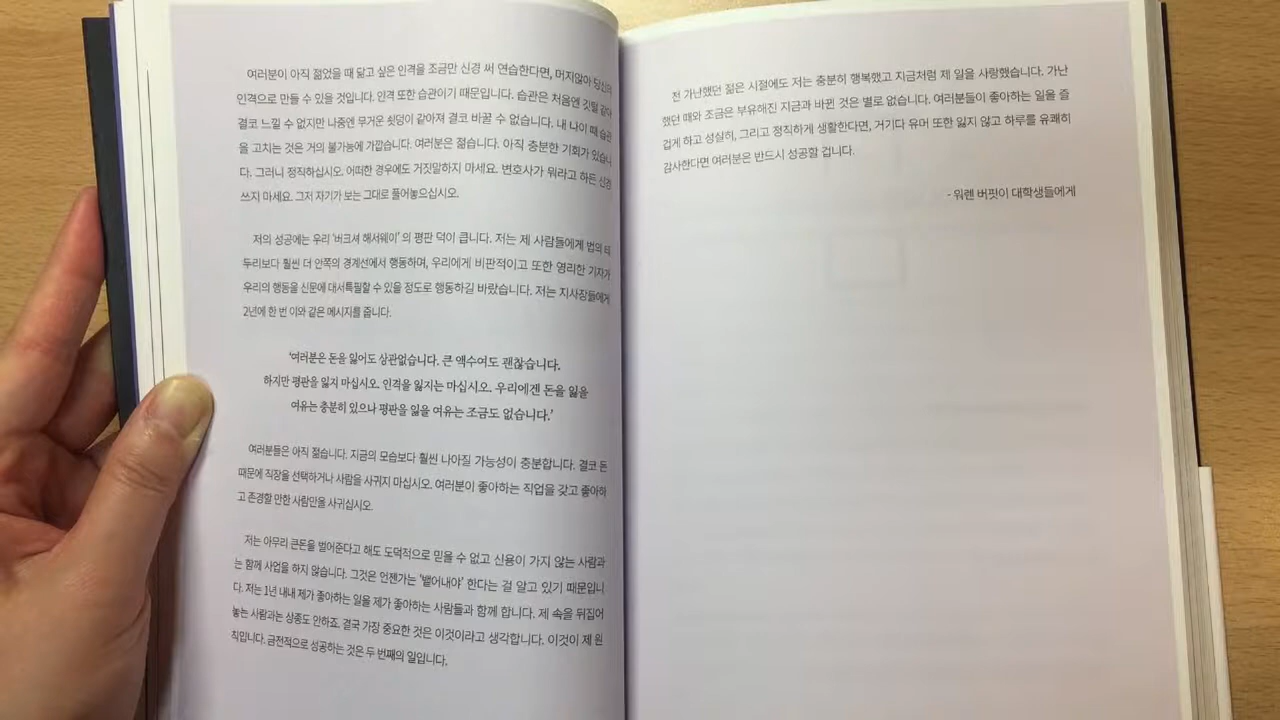 여러분이 아직 젊었을 때 닮고 싶은 인격을 조금만 신경 써 연습한다면, 머지않아 당신의
인격으로 만들 수 있을 것입니다. 인격 또한 습관이기 때문입니다. 습관은 처음엔 깃털 같아
결코 느낄 수 없지만 나중엔 무거운 쇳덩이 같아져 결코 바꿀 수 없습니다. 내 나이 때 습관
을 고치는 것은 거의 불가능에 가깝습니다. 여러분은 젊습니다. 아직 충분한 기회가 있습니
다. 그러니 정직하십시오. 어떠한 경우에도 거짓말하지 마세요. 변호사가 뭐라고 하든 신경
쓰지 마세요. 그저 자기가 보는 그대로 풀어놓으십시오.
저의 성공에는 우리 '버크셔 해서웨이' 의 평판 덕이 큽니다. 저는 제 사람들에게 법의 테
두리보다 훨씬 더 안쪽의 경계선에서 행동하며, 우리에게 비판적이고 또한 영리한 기자가
우리의 행동을 신문에 대서특필할 수 있을 정도로 행동하길 바랐습니다. 저는 지사장들에게
2년에 한 번 이와 같은 메시지를 줍니다.
'여러분은 돈을 잃어도 상관없습니다. 큰 액수여도 괜찮습니다.
하지만 평판을 잃지 마십시오. 인격을 잃지는 마십시오. 우리에겐 돈을 잃을
여유는 충분히 있으나 평판을 잃을 여유는 조금도 없습니다.'
여러분들은 아직 젊습니다. 지금의 모습보다 훨씬 나아질 가능성이 충분합니다. 결코 돈
때문에 직장을 선택하거나 사람을 사귀지 마십시오. 여러분이 좋아하는 직업을 갖고 좋아하
고 존경할 만한 사람만을 사귀십시오.
저는 아무리 큰돈을 벌어준다고 해도 도덕적으로 믿을 수 없고 신용이 가지 않는 사람과
는 함께 사업을 하지 않습니다. 그것은 언젠가는 '뱉어내야' 한다는 걸 알고 있기 때문입니
다. 저는 1년 내내 제가 좋아하는 일을 제가 좋아하는 사람들과 함께 합니다. 제 속을 뒤집어
놓는 사람과는 상종도 안하죠. 결국 가장 중요한 것은 이것이라고 생각합니다. 이것이 제 원
칙입니다. 금전적으로 성공하는 것은 두 번째의 일입니다.
전 가난했던 젊은 시절에도 저는 충분히 행복했고 지금처럼 제 일을 사랑했습니다. 가난
했던 때와 조금은 부유해진 지금과 바뀐 것은 별로 없습니다. 여러분들이 좋아하는 일을 즐
겁게 하고 성실히, 그리고 정직하게 생활한다면, 거기다 유머 또한 잃지 않고 하루를 유쾌히
감사한다면 여러분은 반드시 성공할 겁니다.
- 워렌 버핏이 대학생들에게